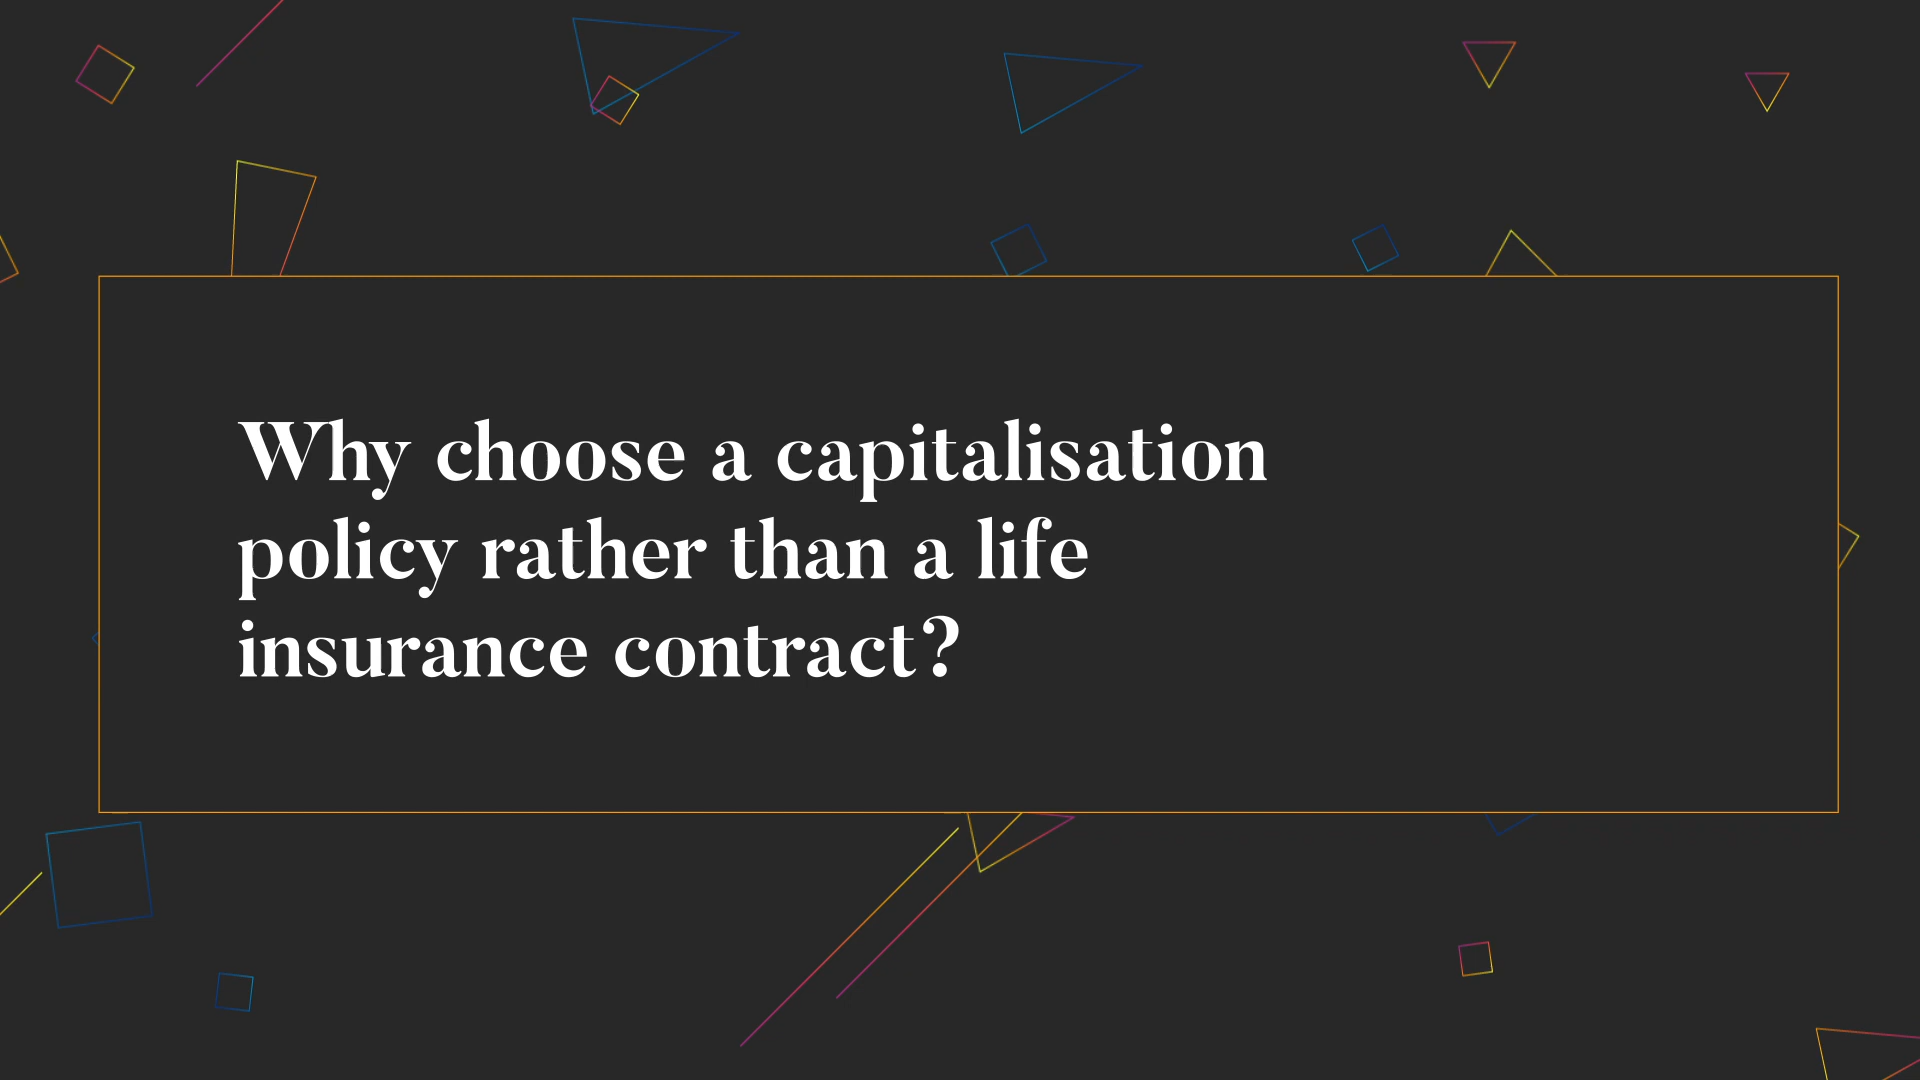 Why choose a capitalisation
policy rather than a life
insurance contract?